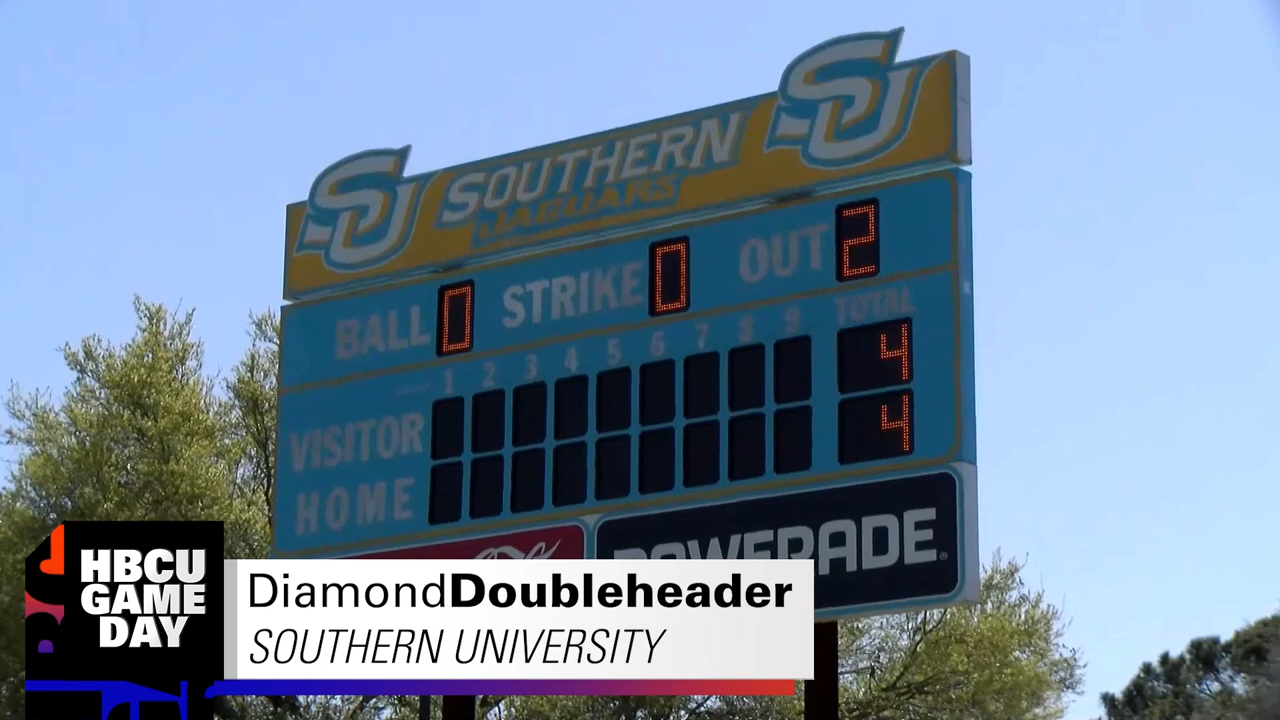 SU SOUTHERN SU
JAGUARS
BALL 0 STRIKE 0 OUT 2
1 2 3 4 5 6 7 8 9 TOTAL
VISITOR 4
HOME 4
POWERADE
HBCU
GAME
DAY
DiamondDoubleheader
SOUTHERN UNIVERSITY